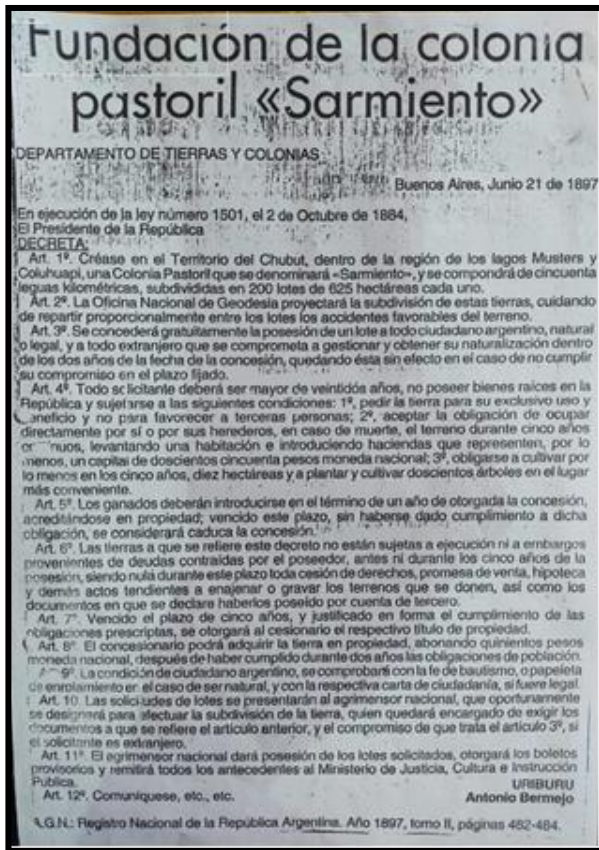 Fundación de la colonia
pastoril «Sarmiento»
DEPARTAMENTO DE TIERRAS Y COLONIAS
Buenos Aires, Junio 21 de 1897
En ejecución de la ley número 1501, el 2 de Octubre de 1884,
El Presidente de la República
DECRETA:
Art. 1º. Créase en el Territorio del Chubut, dentro de la región de los lagos Musters y
Coluhuapi, una Colonia Pastoril que se denominará «Sarmiento», y se compondrá de cincuenta
leguas kilométricas, subdivididas en 200 lotes de 625 hectáreas cada uno.
Art. 2º. La Oficina Nacional de Geodesia proyectará la subdivisión de estas tierras, cuidando
de repartir proporcionalmente entre los lotes los accidentes favorables del terreno.
Art. 3º. Se concederá gratuitamente la posesión de un lote a todo ciudadano argentino, natural
o legal, y a todo extranjero que se comprometa a gestionar y obtener su naturalización dentro
de los dos años de la fecha de la concesión, quedando ésta sin efecto en el caso de no cumplir
su compromiso en el plazo fijado.
Art. 4º. Todo solicitante deberá ser mayor de veintidós años, no poseer bienes raíces en la
República y sujetarse a las siguientes condiciones: 1º, pedir la tierra para su exclusivo uso y
beneficio y no para favorecer a terceras personas; 2º, aceptar la obligación de ocupar
directamente por sí o por sus herederos, en caso de muerte, el terreno durante cinco años
levantando una habitación e introduciendo haciendas que representen, por lo
menos, un capital de doscientos cincuenta pesos moneda nacional; 3º, obligarse a cultivar por
lo menos en los cinco años, diez hectáreas y a plantar y cultivar doscientos árboles en el lugar
más conveniente.
Art. 5º. Los ganados deberán introducirse en el término de un año de otorgada la concesión,
acreditándose en propiedad; vencido este plazo, sin haberse dado cumplimiento a dicha
obligación, se considerará caduca la concesión.
Art. 6º. Las tierras a que se refiere este decreto no están sujetas a ejecución ni a embargos
provenientes de deudas contraídas por el poseedor, antes ni durante los cinco años de la
posesión, siendo nula durante este plazo toda cesión de derechos, promesa de venta, hipoteca
y demás actos tendientes a enajenar o gravar los terrenos que se donen, así como los
documentos en que se declare haberlos poseído por cuenta de tercero.
Art. 7º. Vencido el plazo de cinco años, y justificado en forma el cumplimiento de las
obligaciones prescriptas, se otorgará al cesionario el respectivo título de propiedad.
Art. 8º. El concesionario podrá adquirir la tierra en propiedad, abonando quinientos pesos
moneda nacional, después de haber cumplido durante dos años las obligaciones de población.
9º. La condición de ciudadano argentino, se comprobará con la fe de bautismo, o papeleta
de enrolamiento en el caso de ser natural, y con la respectiva carta de ciudadanía, si fuere legal.
Art. 10. Las solicitudes de lotes se presentarán al agrimensor nacional, que oportunamente
se designará para efectuar la subdivisión de la tierra, quien quedará encargado de exigir los
documentos a que se refiere el artículo anterior, y el compromiso de que trata el artículo 3º, si
el solicitante es extranjero.
Art. 11º. El agrimensor nacional dará posesión de los lotes solicitados, otorgará los boletos
provisorios y remitirá todos los antecedentes al Ministerio de Justicia, Cultura e Instrucción
Pública.
URIBURU
Art. 12º. Comuníquese, etc., etc.
Antonio Bermejo
A.G.N.: Registro Nacional de la República Argentina. Año 1897, tomo II, páginas 482-484.